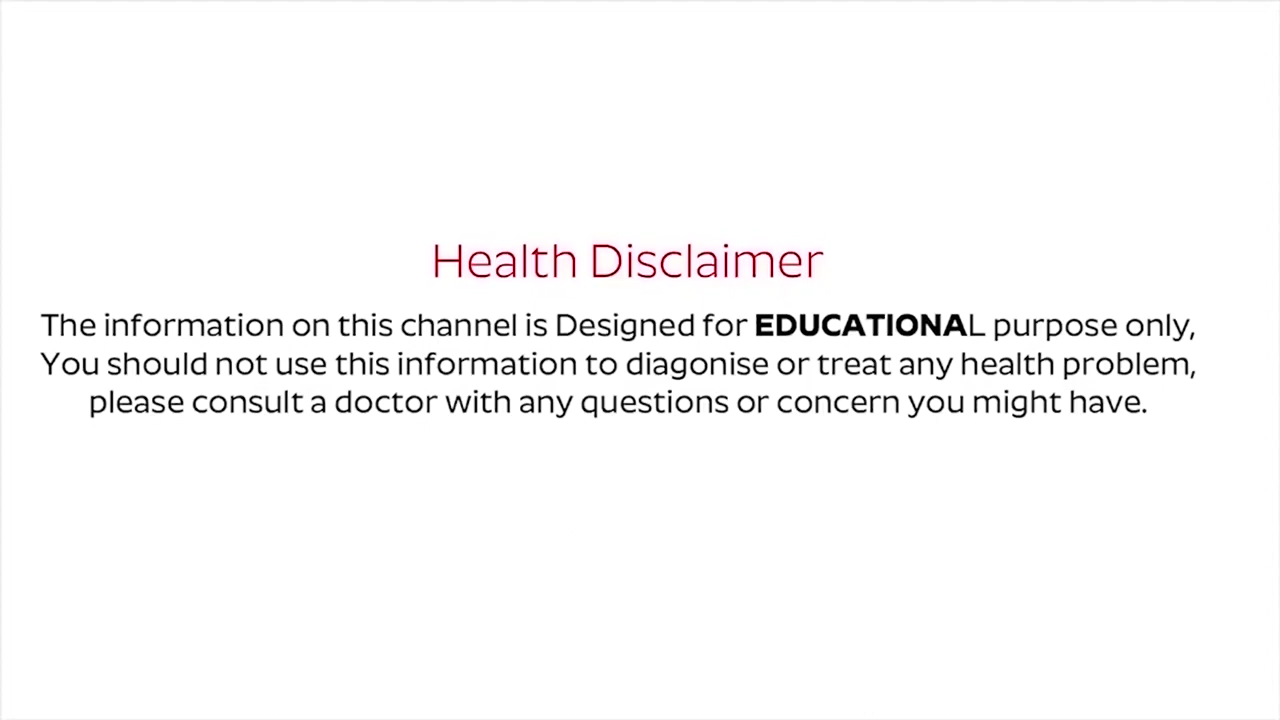 Health Disclaimer
The information on this channel is Designed for EDUCATIONAL purpose only,
You should not use this information to diagonise or treat any health problem,
please consult a doctor with any questions or concern you might have.